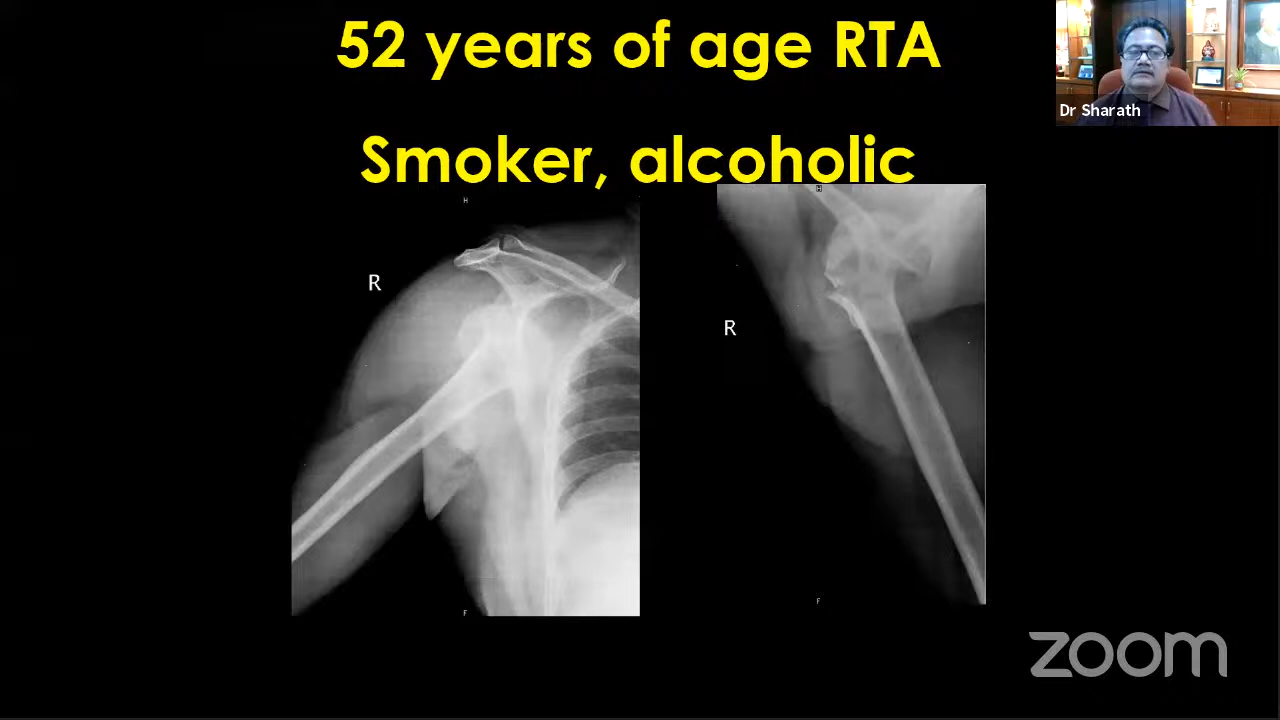 52 years of age RTA
Dr Sharath
Smoker, alcoholic
H
H
R
R
F
F
zoom